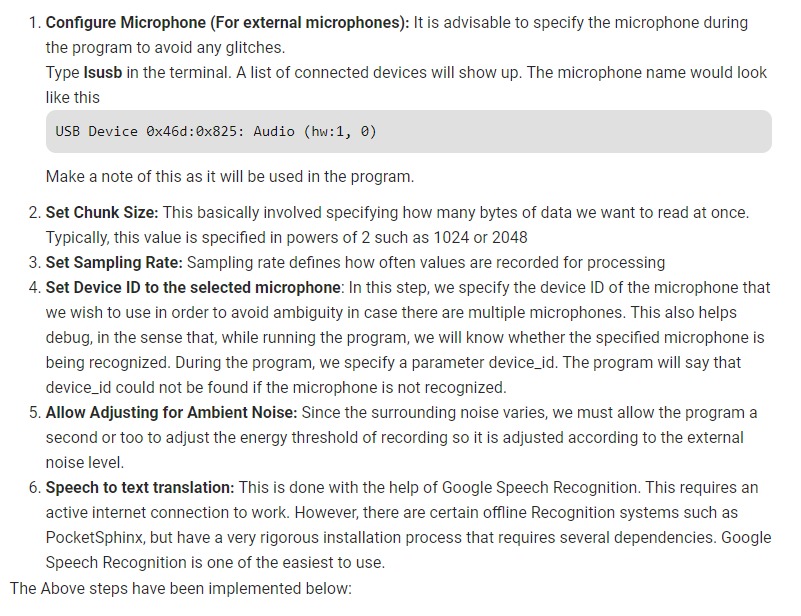 1. Configure Microphone (For external microphones): It is advisable to specify the microphone during
the program to avoid any glitches.
Type lsusb in the terminal. A list of connected devices will show up. The microphone name would look
like this
USB Device 0x46d:0x825: Audio (hw:1, 0)
Make a note of this as it will be used in the program.
2. Set Chunk Size: This basically involved specifying how many bytes of data we want to read at once.
Typically, this value is specified in powers of 2 such as 1024 or 2048
3. Set Sampling Rate: Sampling rate defines how often values are recorded for processing
4. Set Device ID to the selected microphone: In this step, we specify the device ID of the microphone that
we wish to use in order to avoid ambiguity in case there are multiple microphones. This also helps
debug, in the sense that, while running the program, we will know whether the specified microphone is
being recognized. During the program, we specify a parameter device_id. The program will say that
device_id could not be found if the microphone is not recognized.
5. Allow Adjusting for Ambient Noise: Since the surrounding noise varies, we must allow the program a
second or too to adjust the energy threshold of recording so it is adjusted according to the external
noise level.
6. Speech to text translation: This is done with the help of Google Speech Recognition. This requires an
active internet connection to work. However, there are certain offline Recognition systems such as
PocketSphinx, but have a very rigorous installation process that requires several dependencies. Google
Speech Recognition is one of the easiest to use.
The Above steps have been implemented below: